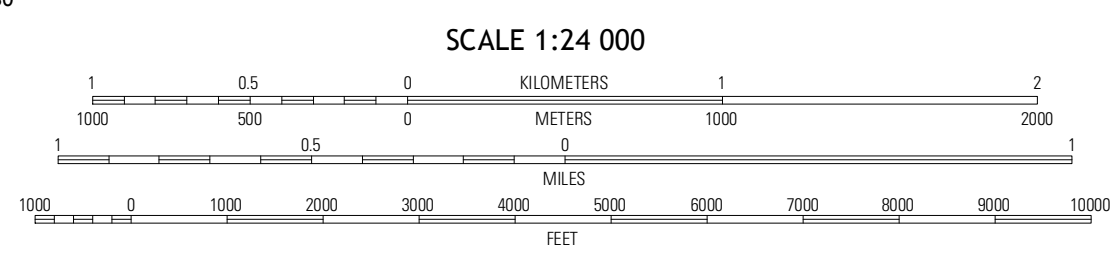 SCALE 1:24 000
1 0.5 0 KILOMETERS 1 2
1000 500 0 METERS 1000 2000
1 0.5 0 1
MILES
1000 0 1000 2000 3000 4000 5000 6000 7000 8000 9000 10000
FEET